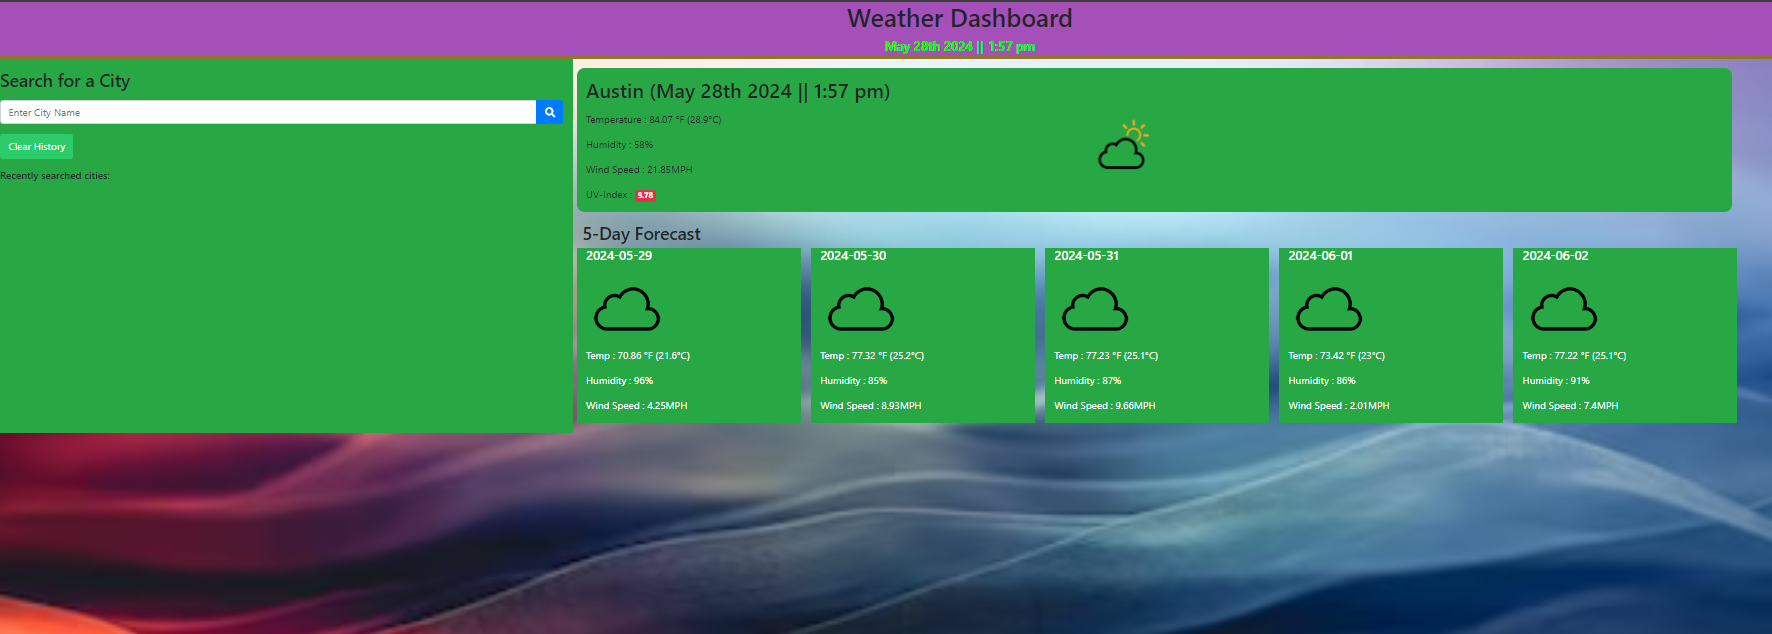 Weather Dashboard
May 28th 2024 || 1:57 pm
Search for a City
Enter City Name
Clear History
Recently searched cities:
Austin (May 28th 2024 || 1:57 pm)
Temperature : 84.07 °F (28.9°C)
Humidity : 58%
Wind Speed : 21.85MPH
UV-Index : 9.78
5-Day Forecast
2024-05-29
Temp : 70.86 °F (21.6°C)
Humidity : 96%
Wind Speed : 4.25MPH
2024-05-30
Temp : 77.32 °F (25.2°C)
Humidity : 85%
Wind Speed : 8.93MPH
2024-05-31
Temp : 77.23 °F (25.1°C)
Humidity : 87%
Wind Speed : 9.66MPH
2024-06-01
Temp : 73.42 °F (23°C)
Humidity : 86%
Wind Speed : 2.01MPH
2024-06-02
Temp : 77.22 °F (25.1°C)
Humidity : 91%
Wind Speed : 7.4MPH